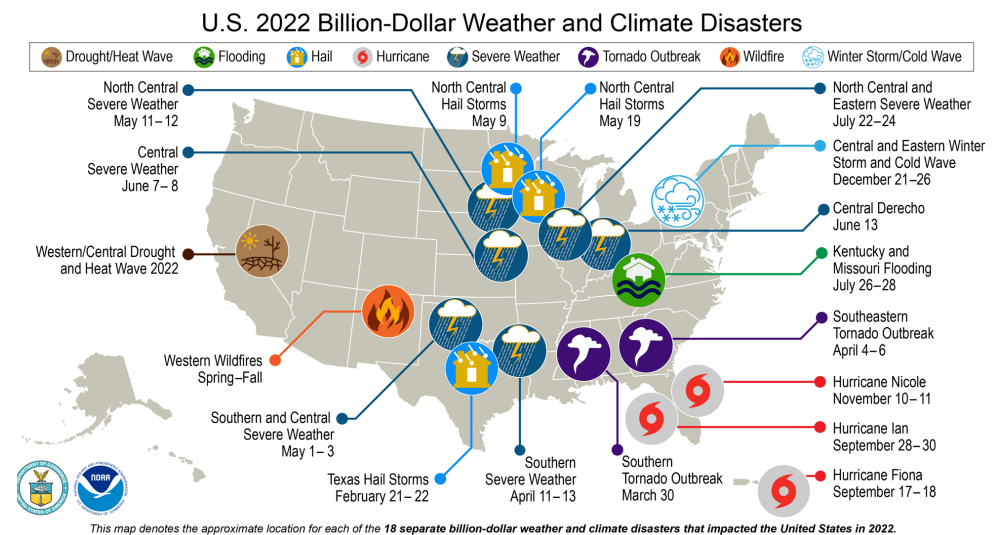 U.S. 2022 Billion-Dollar Weather and Climate Disasters
Drought/Heat Wave
Flooding
Hail
Hurricane
Severe Weather
Tornado Outbreak
Wildfire
Winter Storm/Cold Wave
North Central
Severe Weather
May 11–12
North Central
Hail Storms
May 9
North Central
Hail Storms
May 19
North Central and
Eastern Severe Weather
July 22–24
Central
Severe Weather
June 7–8
Central and Eastern Winter
Storm and Cold Wave
December 21–26
Central Derecho
June 13
Western/Central Drought
and Heat Wave 2022
Kentucky and
Missouri Flooding
July 26–28
Southeastern
Tornado Outbreak
April 4–6
Western Wildfires
Spring–Fall
Hurricane Nicole
November 10–11
Southern and Central
Severe Weather
May 1–3
Hurricane Ian
September 28–30
Texas Hail Storms
February 21–22
Southern
Severe Weather
April 11–13
Southern
Tornado Outbreak
March 30
Hurricane Fiona
September 17–18
NOAA
This map denotes the approximate location for each of the 18 separate billion-dollar weather and climate disasters that impacted the United States in 2022.